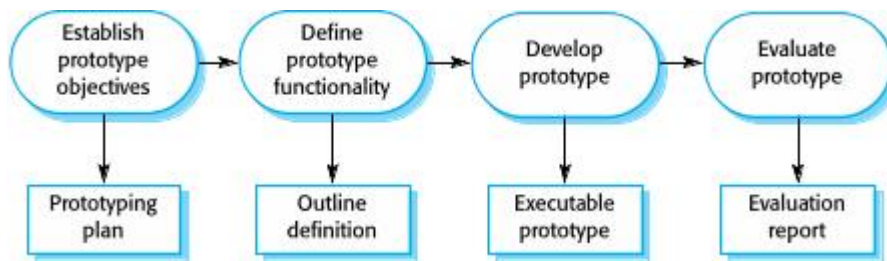 Establish
prototype
objectives
Define
prototype
functionality
Develop
prototype
Evaluate
prototype
Prototyping
plan
Outline
definition
Executable
prototype
Evaluation
report